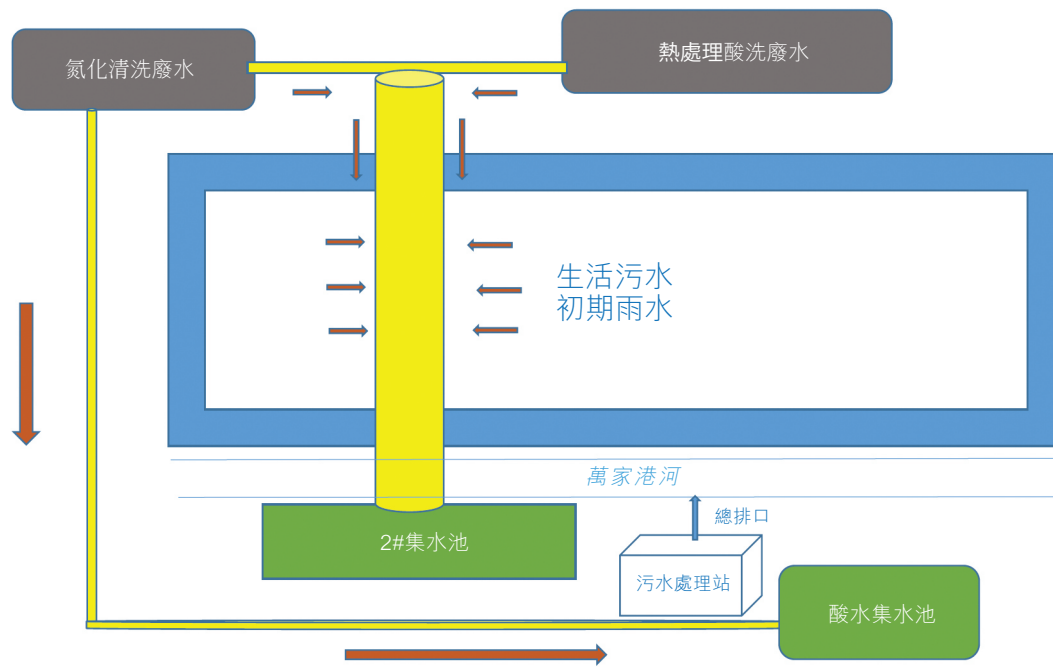 氮化清洗廢水
熱處理酸洗廢水
生活污水
初期雨水
萬家港河
總排口
2#集水池
污水處理站
酸水集水池